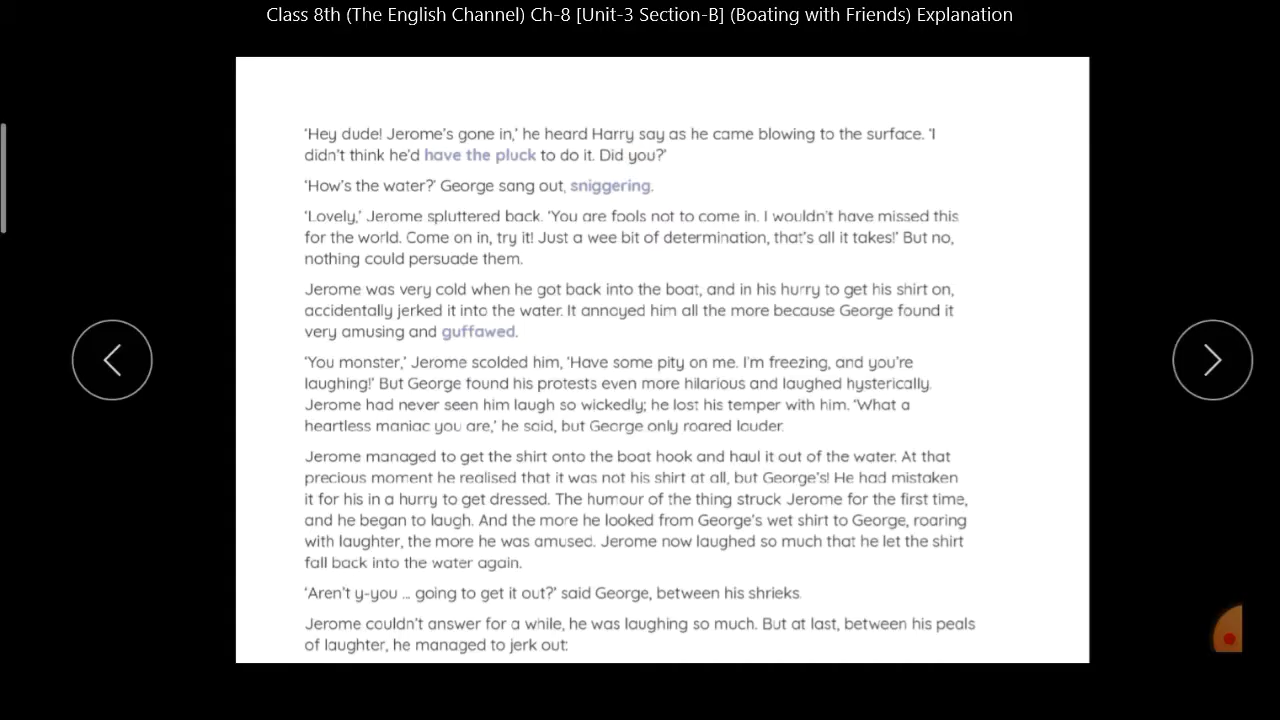 Class 8th (The English Channel) Ch-8 [Unit-3 Section-B] (Boating with Friends) Explanation
'Hey dude! Jerome's gone in,' he heard Harry say as he came blowing to the surface. 'I
didn't think he'd have the pluck to do it. Did you?'
'How's the water?' George sang out, sniggering.
'Lovely,' Jerome spluttered back. 'You are fools not to come in. I wouldn't have missed this
for the world. Come on in, try it! Just a wee bit of determination, that's all it takes!' But no,
nothing could persuade them.
Jerome was very cold when he got back into the boat, and in his hurry to get his shirt on,
accidentally jerked it into the water. It annoyed him all the more because George found it
very amusing and guffawed.
'You monster,' Jerome scolded him, 'Have some pity on me. I'm freezing, and you're
laughing!' But George found his protests even more hilarious and laughed hysterically.
Jerome had never seen him laugh so wickedly; he lost his temper with him. 'What a
heartless maniac you are,' he said, but George only roared louder.
Jerome managed to get the shirt onto the boat hook and haul it out of the water. At that
precious moment he realised that it was not his shirt at all, but George's! He had mistaken
it for his in a hurry to get dressed. The humour of the thing struck Jerome for the first time,
and he began to laugh. And the more he looked from George's wet shirt to George, roaring
with laughter, the more he was amused. Jerome now laughed so much that he let the shirt
fall back into the water again.
'Aren't y-you ... going to get it out?' said George, between his shrieks.
Jerome couldn't answer for a while, he was laughing so much. But at last, between his peals
of laughter, he managed to jerk out: